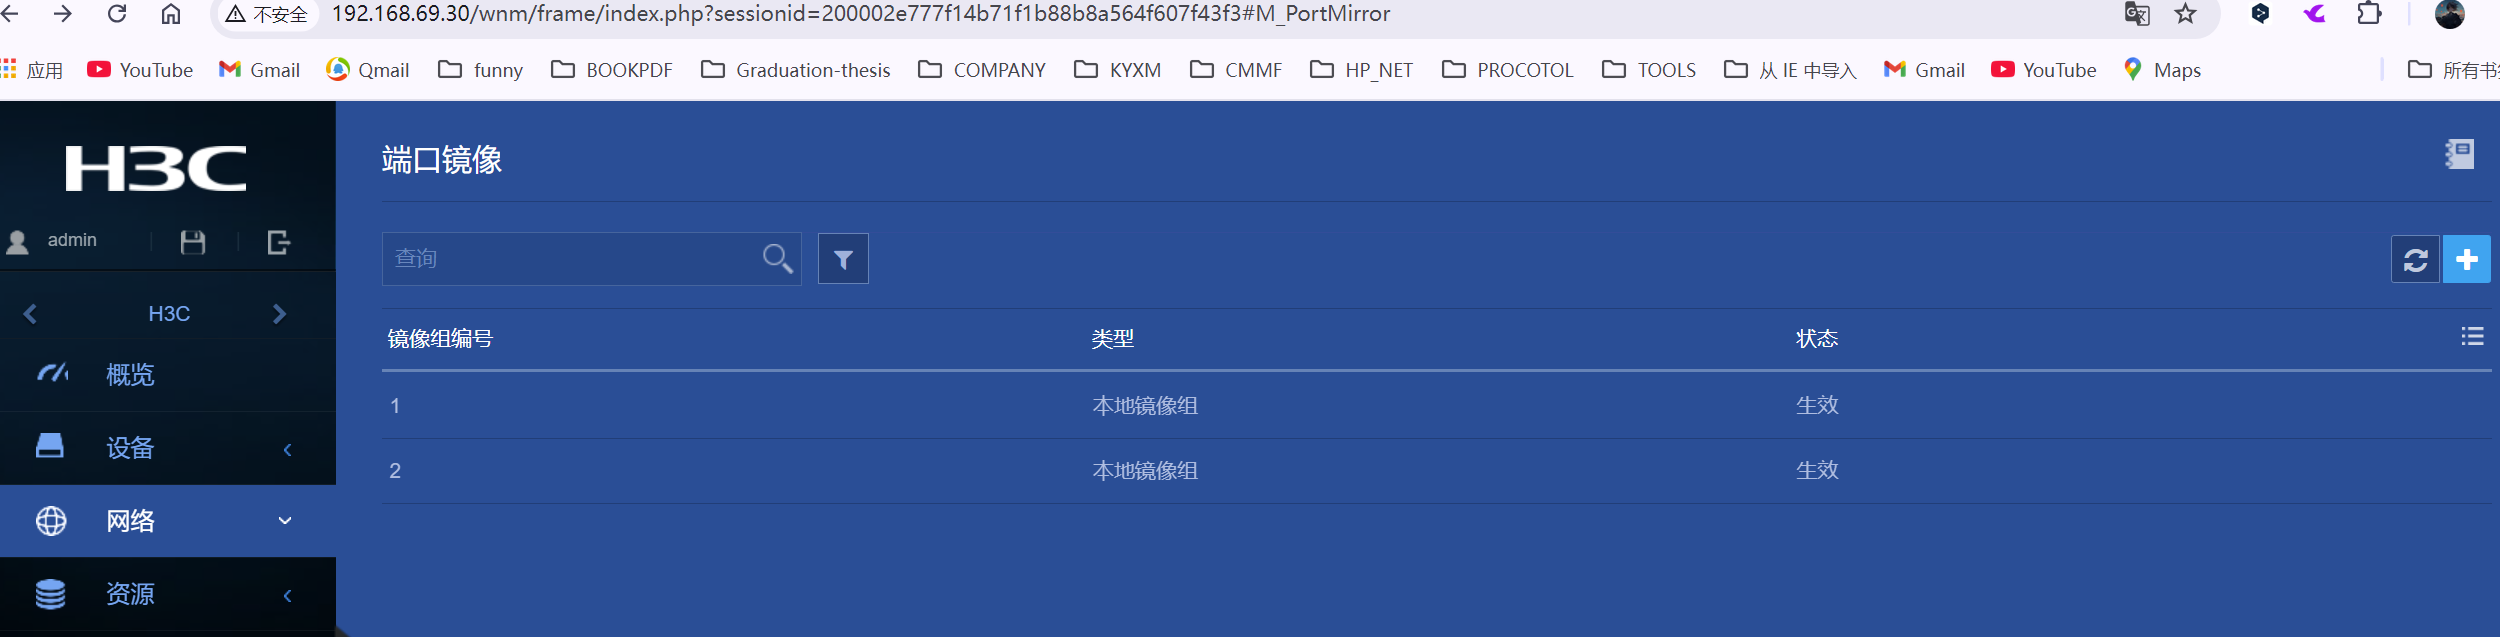 不安全 192.168.69.30/wnm/frame/index.php?sessionid=200002e777f14b71f1b88b8a564f607f43f3#M_PortMirror
应用 YouTube Gmail Qmail funny BOOKPDF Graduation-thesis COMPANY KYXM CMMF HP_NET PROCOTOL TOOLS 从 IE 中导入 Gmail YouTube Maps 所有书
H3C
admin
H3C
概览
设备
网络
资源
端口镜像
查询
镜像组编号 类型 状态
1 本地镜像组 生效
2 本地镜像组 生效